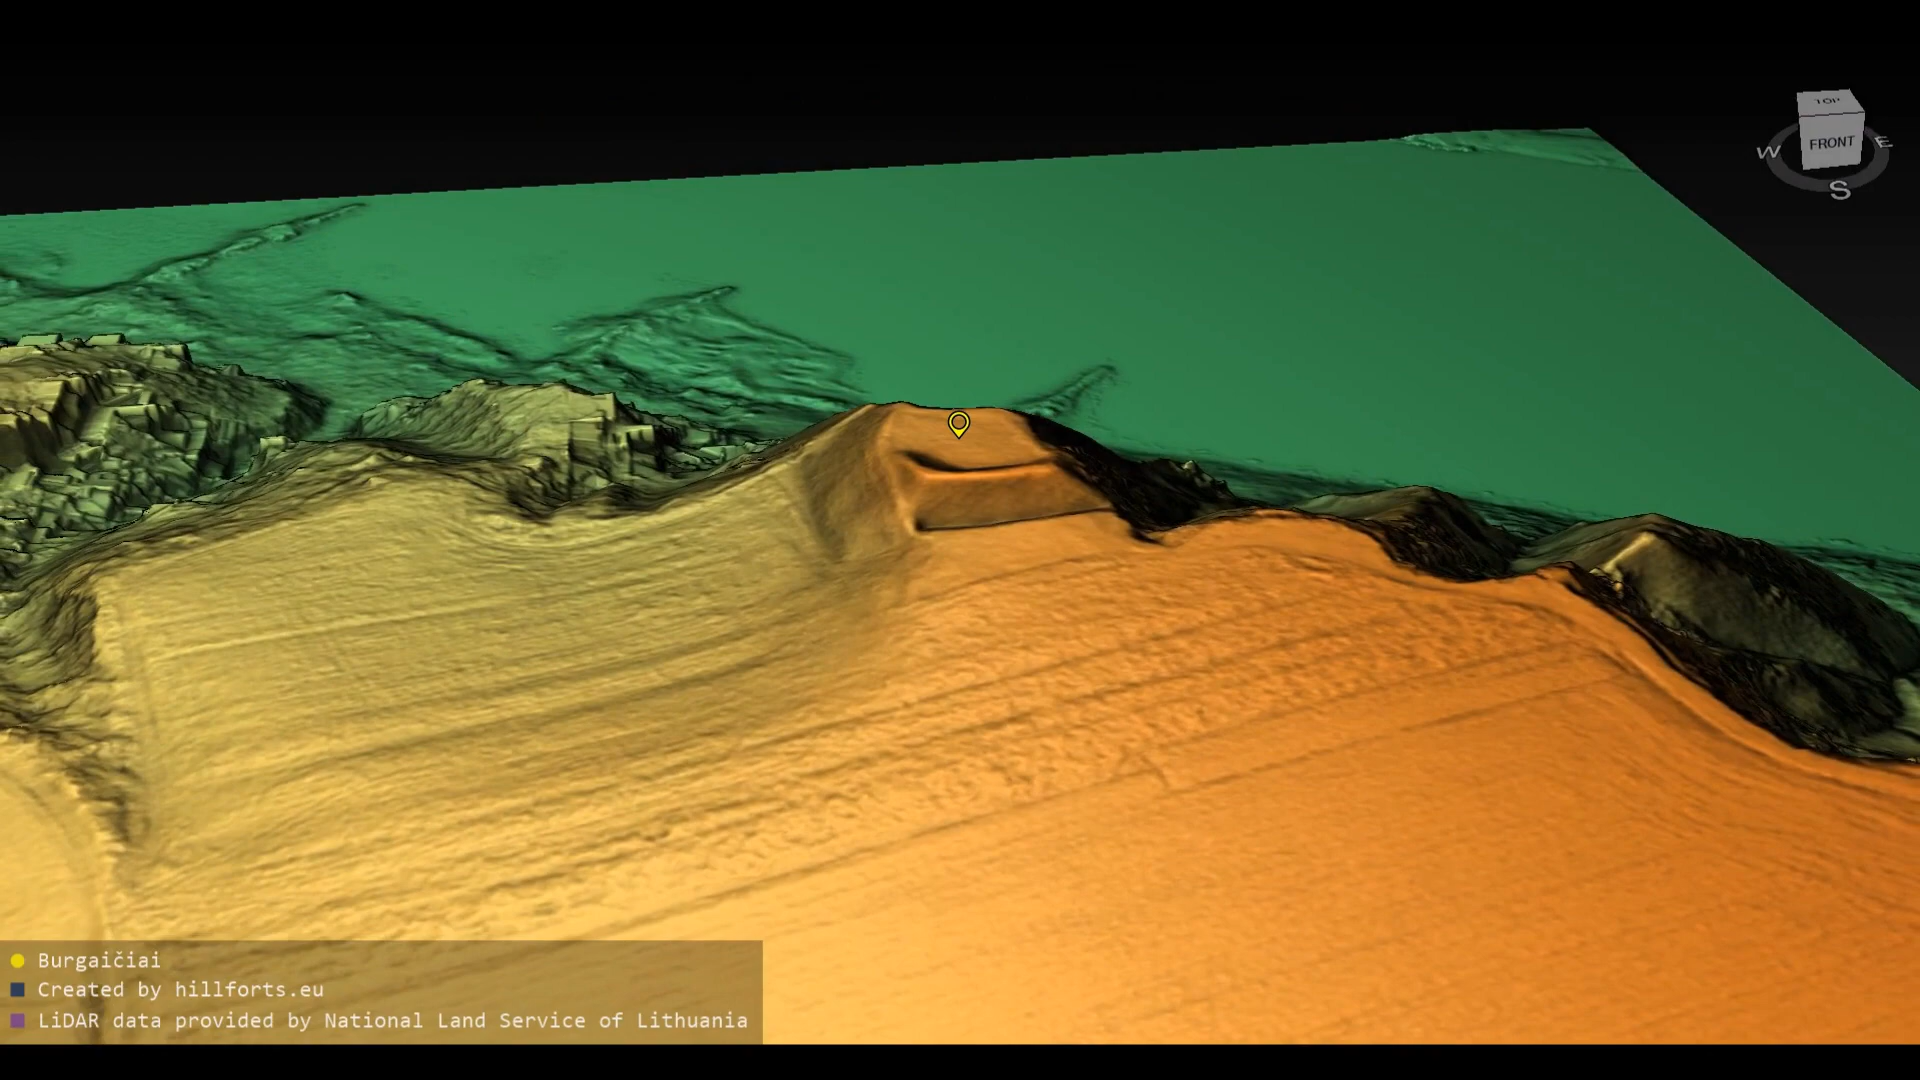 TOP
FRONT
W
E
S
Burgaičiai
Created by hillforts.eu
LiDAR data provided by National Land Service of Lithuania